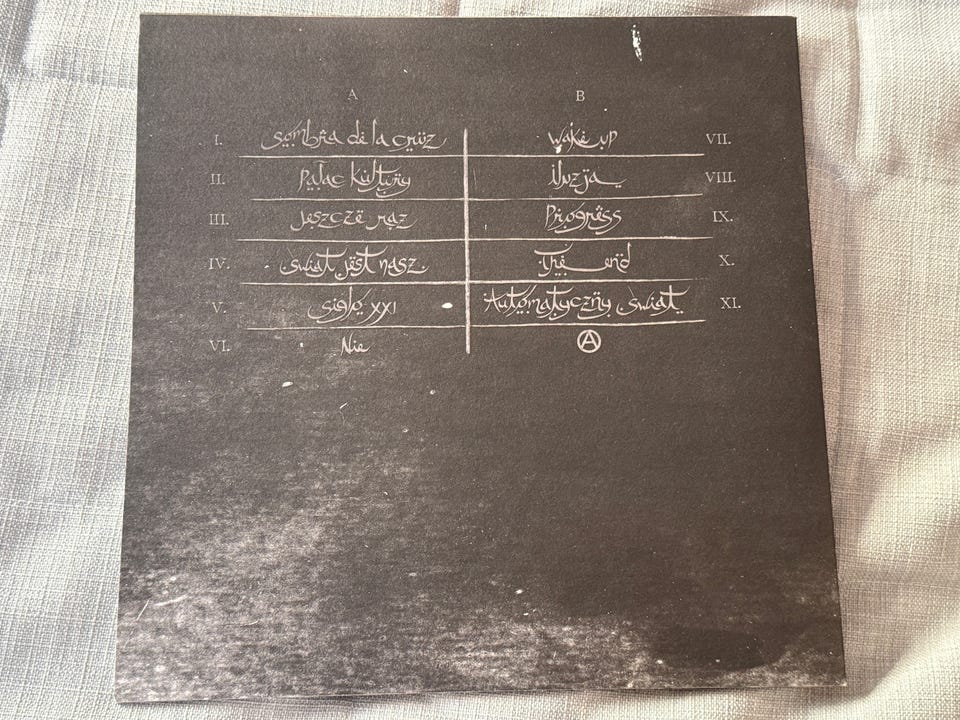 A
I. Sombra de la cruz
II. Pałac kultury
III. Jeszcze raz
IV. Świat jest nasz
V. Siglo XXI
VI. Nie
B
Wake up VII.
Iluzja VIII.
Progress IX.
The end X.
Automatyczny świat XI.
Ⓐ